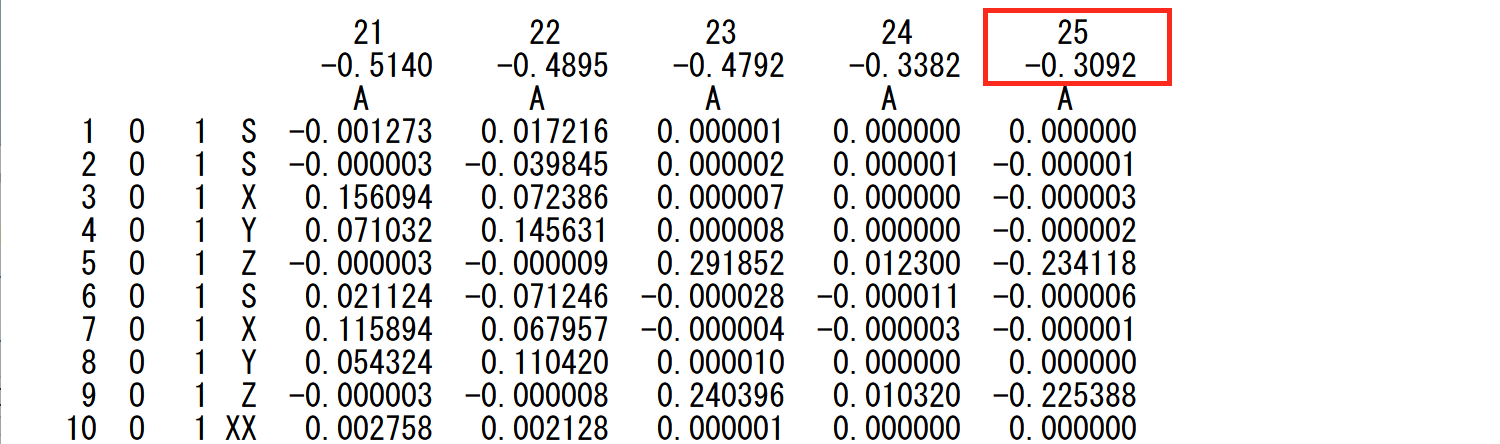 21 22 23 24 25
-0.5140 -0.4895 -0.4792 -0.3382 -0.3092
A A A A A
1 0 1 S -0.001273 0.017216 0.000001 0.000000 0.000000
2 0 1 S -0.000003 -0.039845 0.000002 0.000001 -0.000001
3 0 1 X 0.156094 0.072386 0.000007 0.000000 -0.000003
4 0 1 Y 0.071032 0.145631 0.000008 0.000000 -0.000002
5 0 1 Z -0.000003 -0.000009 0.291852 0.012300 -0.234118
6 0 1 S 0.021124 -0.071246 -0.000028 -0.000011 -0.000006
7 0 1 X 0.115894 0.067957 -0.000004 -0.000003 -0.000001
8 0 1 Y 0.054324 0.110420 0.000010 0.000000 0.000000
9 0 1 Z -0.000003 -0.000008 0.240396 0.010320 -0.225388
10 0 1 XX 0.002758 0.002128 0.000001 0.000000 0.000000